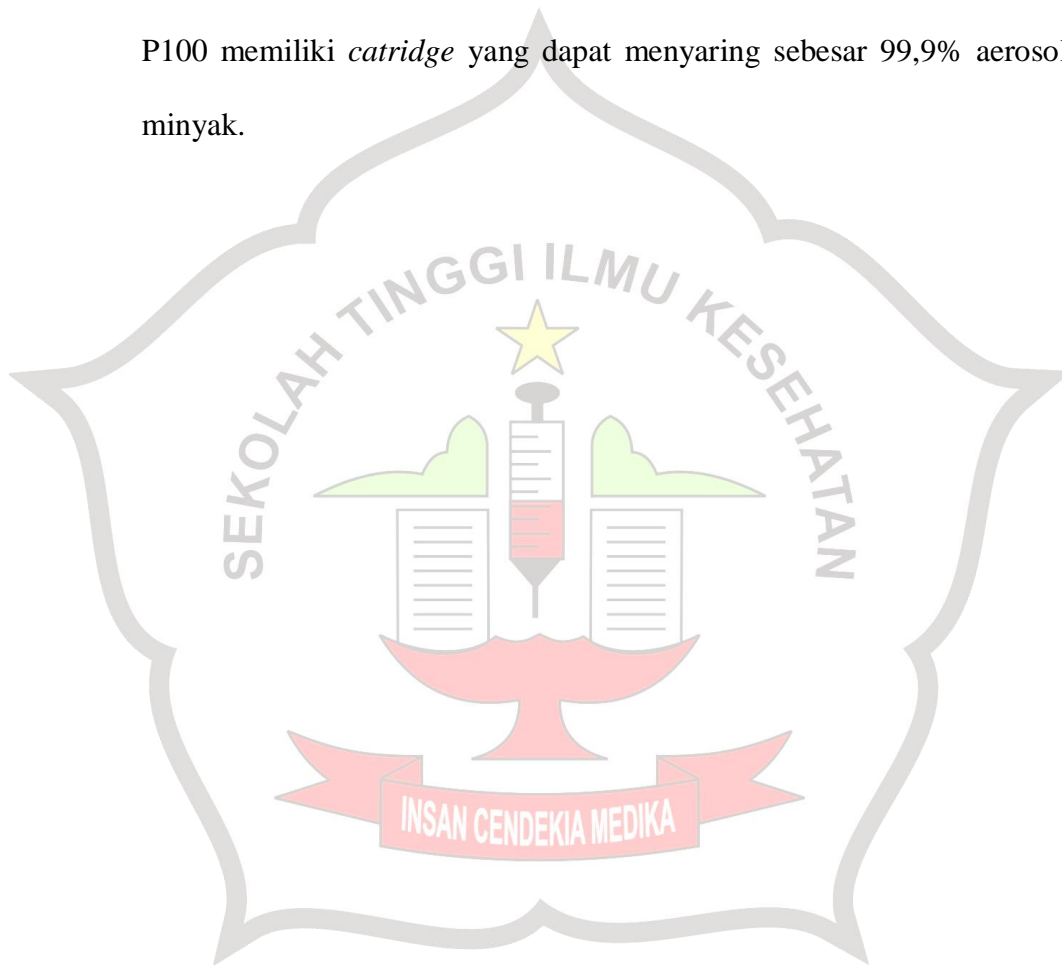 P100 memiliki catridge yang dapat menyaring sebesar 99,9% aerosol
minyak.
SEKOLAH TINGGI ILMU KESEHATAN
INSAN CENDEKIA MEDIKA